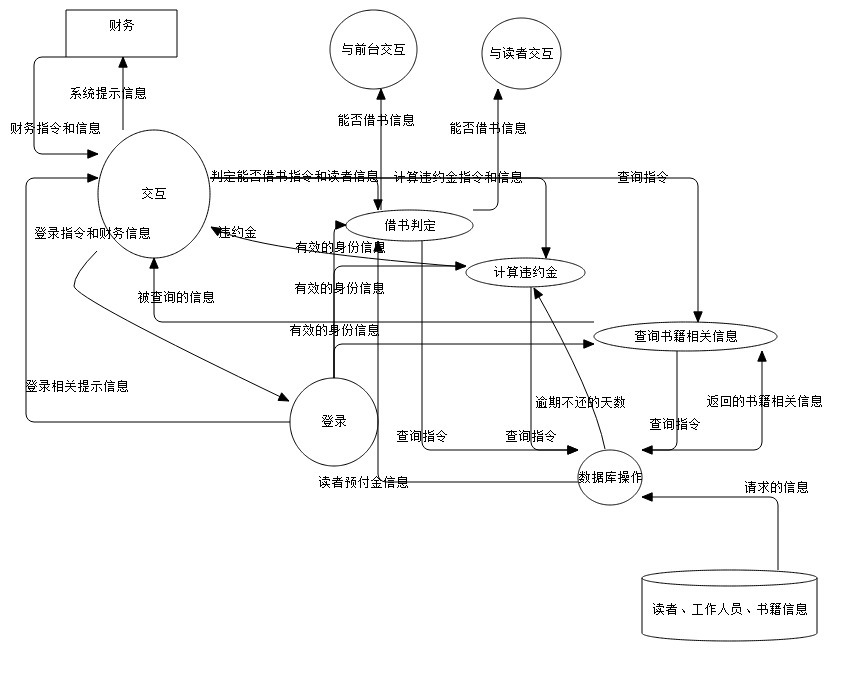 财务
与前台交互
与读者交互
系统提示信息
能否借书信息
财务指令和信息
能否借书信息
判定能否借书指令和读者信息
计算违约金指令和信息
查询指令
交互
借书判定
登录指令和财务信息
违约金
有效的身份信息
计算违约金
有效的身份信息
被查询的信息
有效的身份信息
查询书籍相关信息
登录相关提示信息
逾期不还的天数
返回的书籍相关信息
登录
查询指令
查询指令
查询指令
读者预付金信息
数据库操作
请求的信息
读者、工作人员、书籍信息